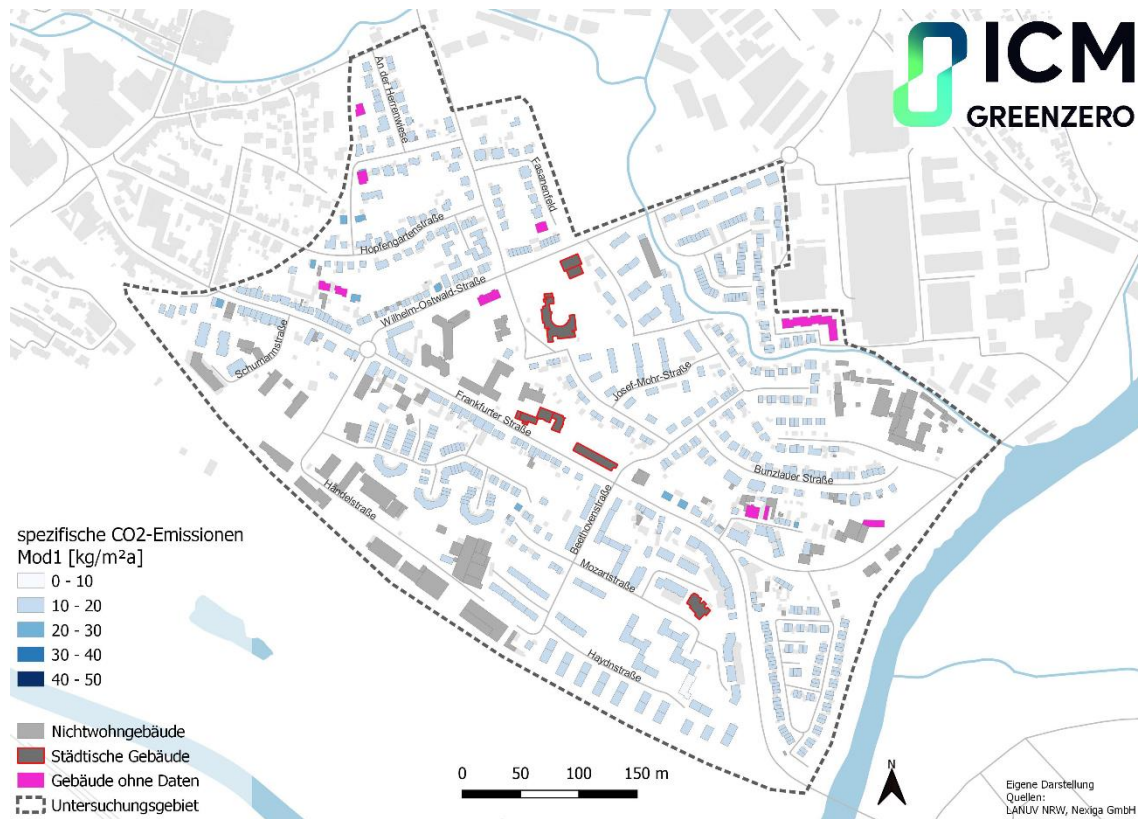 ICM
GREENZERO
An der Herrenwiese
Fasanenfeld
Hopfengartenstraße
Wilhelm-Ostwald-Straße
Schumannstraße
Josef-Mohr-Straße
Frankfurter Straße
Bunzlauer Straße
Händelstraße
Beethovenstraße
Mozartstraße
Haydnstraße
spezifische CO2-Emissionen
Mod1 [kg/m²a]
0 - 10
10 - 20
20 - 30
30 - 40
40 - 50
Nichtwohngebäude
Städtische Gebäude
Gebäude ohne Daten
Untersuchungsgebiet
0 50 100 150 m
N
Eigene Darstellung
Quellen:
LANUV NRW, Nexiga GmbH